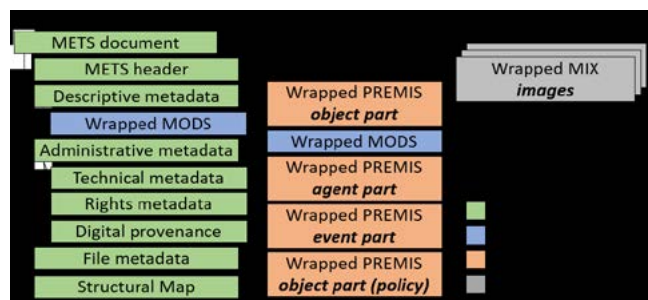 METS document
METS header
Descriptive metadata
Wrapped MODS
Administrative metadata
Technical metadata
Rights metadata
Digital provenance
File metadata
Structural Map
Wrapped PREMIS
object part
Wrapped MODS
Wrapped PREMIS
agent part
Wrapped PREMIS
event part
Wrapped PREMIS
object part (policy)
Wrapped MIX
images